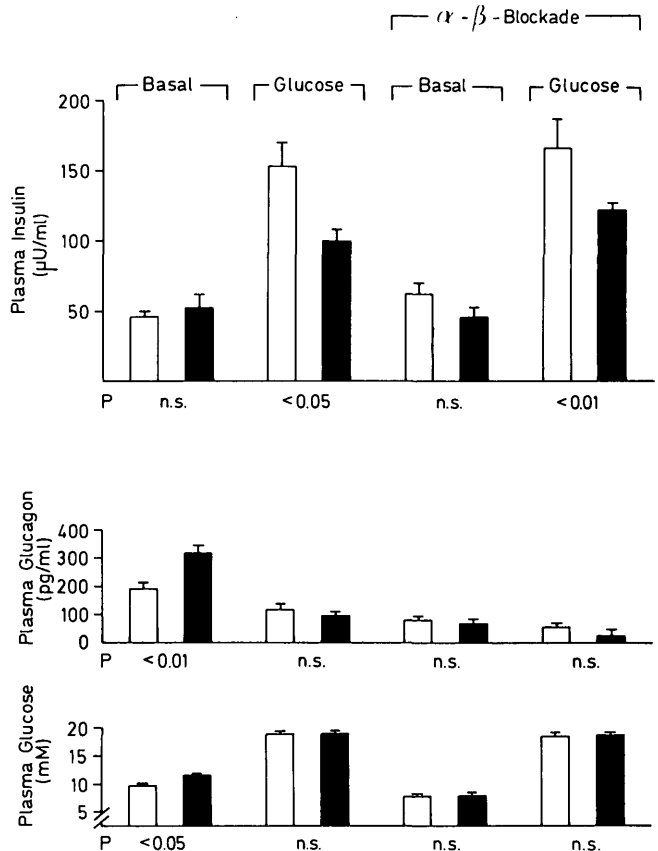 α - β - Blockade
Basal Glucose Basal Glucose
Plasma Insulin
(μU/ml)
200
150
100
50
P n.s. <0.05 n.s. <0.01
Plasma Glucagon
(pg/ml)
400
300
200
100
0
P <0.01 n.s. n.s. n.s.
Plasma Glucose
(mM)
20
15
10
5
P <0.05 n.s. n.s. n.s.